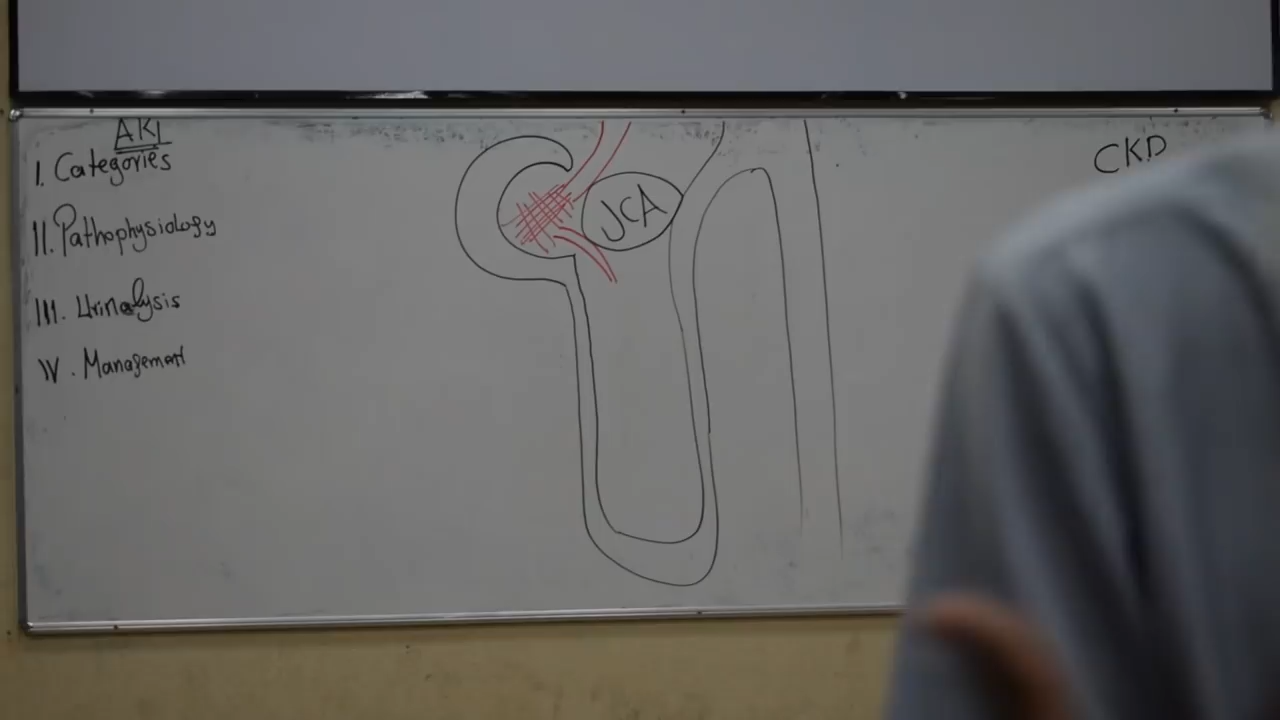 AKI
I. Categories
II. Pathophysiology
III. Urinalysis
IV. Management
JCA
CKD